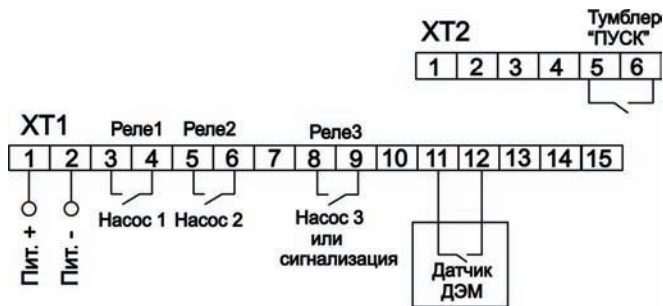 Тумблер
"ПУСК"
XT2
1 2 3 4 5 6
XT1
Реле1 Реле2 Реле3
1 2 3 4 5 6 7 8 9 10 11 12 13 14 15
Пит. +
Пит. -
Насос 1
Насос 2
Насос 3
или
сигнализация
Датчик
ДЭМ